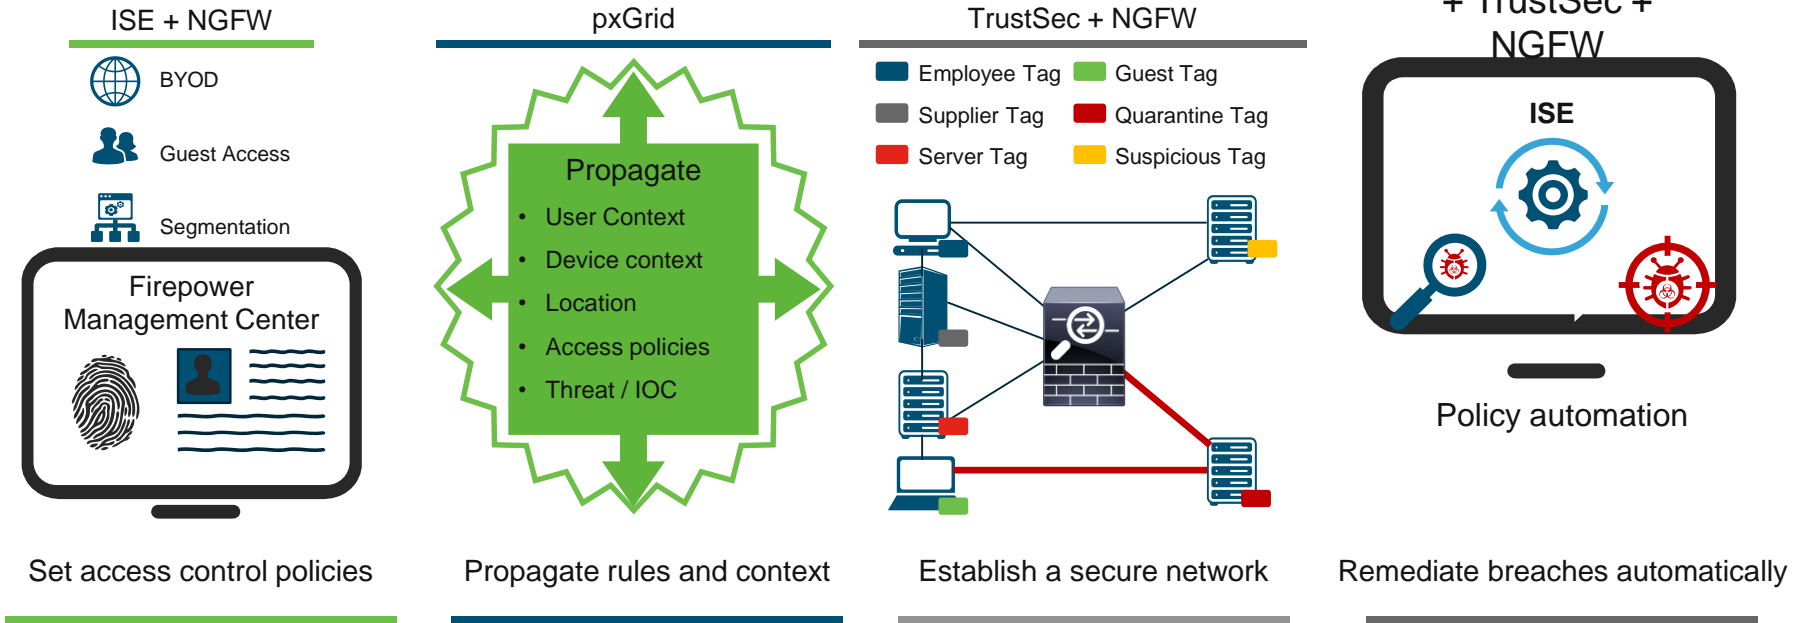 ISE + NGFW
BYOD
Guest Access
Segmentation
Firepower
Management Center
Set access control policies
pxGrid
Propagate
• User Context
• Device context
• Location
• Access policies
• Threat / IOC
Propagate rules and context
TrustSec + NGFW
Employee Tag
Guest Tag
Supplier Tag
Quarantine Tag
Server Tag
Suspicious Tag
Establish a secure network
+ TrustSec +
NGFW
ISE
Policy automation
Remediate breaches automatically